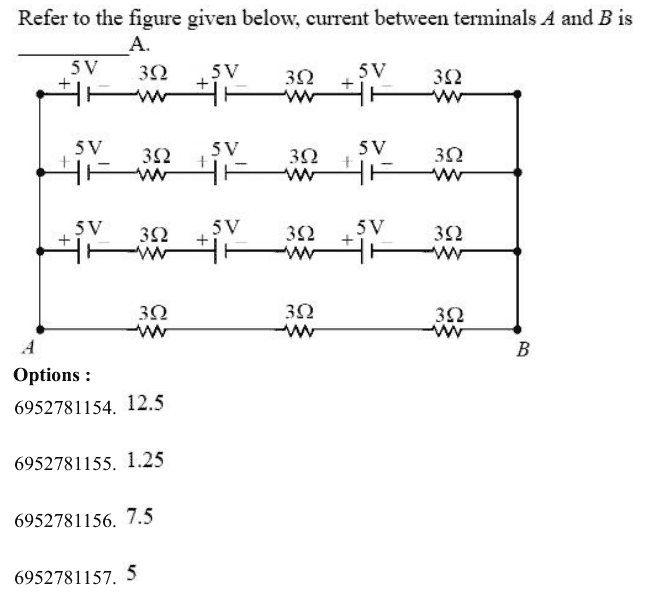 Refer to the figure given below, current between terminals A and B is
__________A.
5 V 3Ω 5 V 3Ω 5 V 3Ω
+ − + − + −
5 V 3Ω 5 V 3Ω 5 V 3Ω
+ − + − + −
5 V 3Ω 5 V 3Ω 5 V 3Ω
+ − + − + −
3Ω 3Ω 3Ω
A B
Options :
6952781154. 12.5
6952781155. 1.25
6952781156. 7.5
6952781157. 5